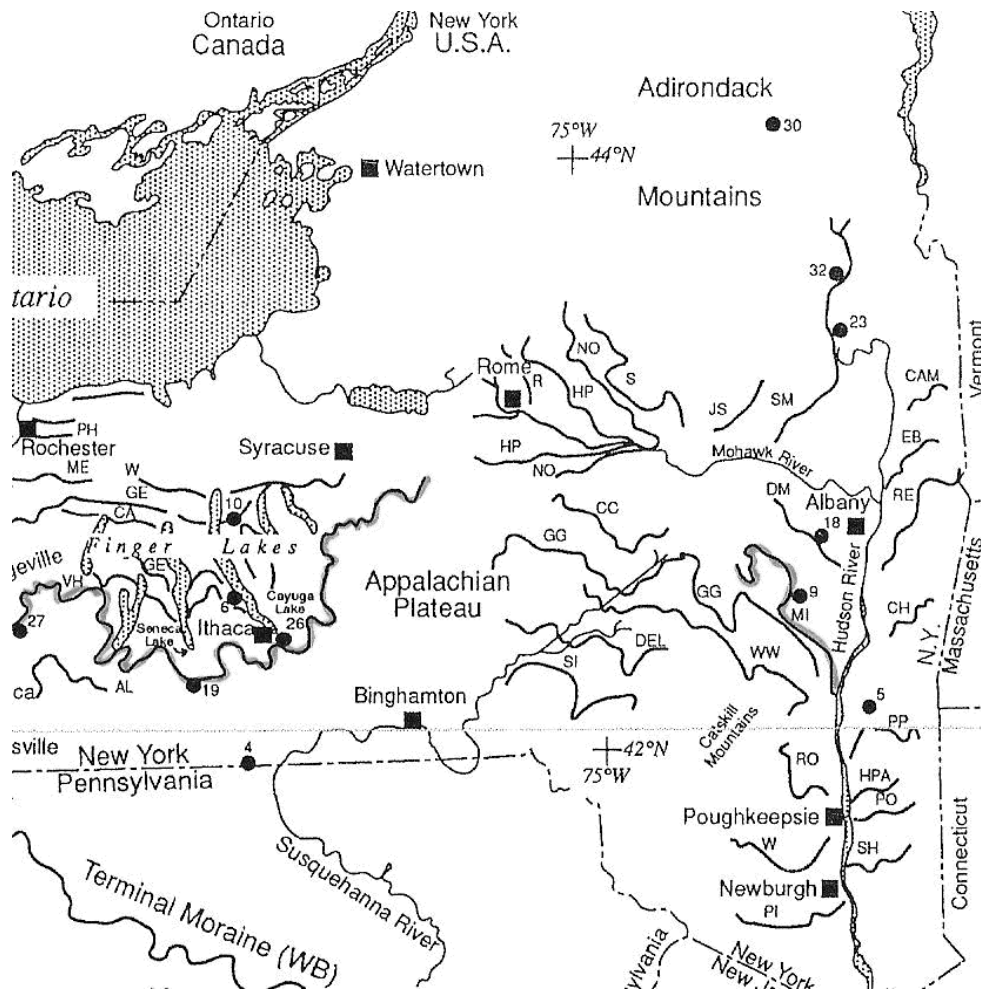 Ontario
Canada
New York
U.S.A.
Adirondack
30
75°W
44°N
Watertown
Mountains
32
tario
23
Vermont
NO
Rome
R
HP
S
CAM
JS
SM
PH
Rochester
Syracuse
EB
HP
Mohawk River
ME
W
NO
GE
DM
Albany
RE
CA
10
CC
18
Finger Lakes
GG
geville
GE
VH
Appalachian
Plateau
GG
9
MI
Hudson River
CH
N.Y.
Massachusetts
6
Cayuga
Lake
27
Seneca
Lake
Ithaca
26
DEL
WW
SI
ca
AL
19
Binghamton
5
PP
Catskill
Mountains
sville
New York
4
42°N
Pennsylvania
75°W
RO
HPA
PO
Poughkeepsie
Connecticut
W
SH
Susquehanna River
Terminal Moraine (WB)
Newburgh
PI
ylvania
New York